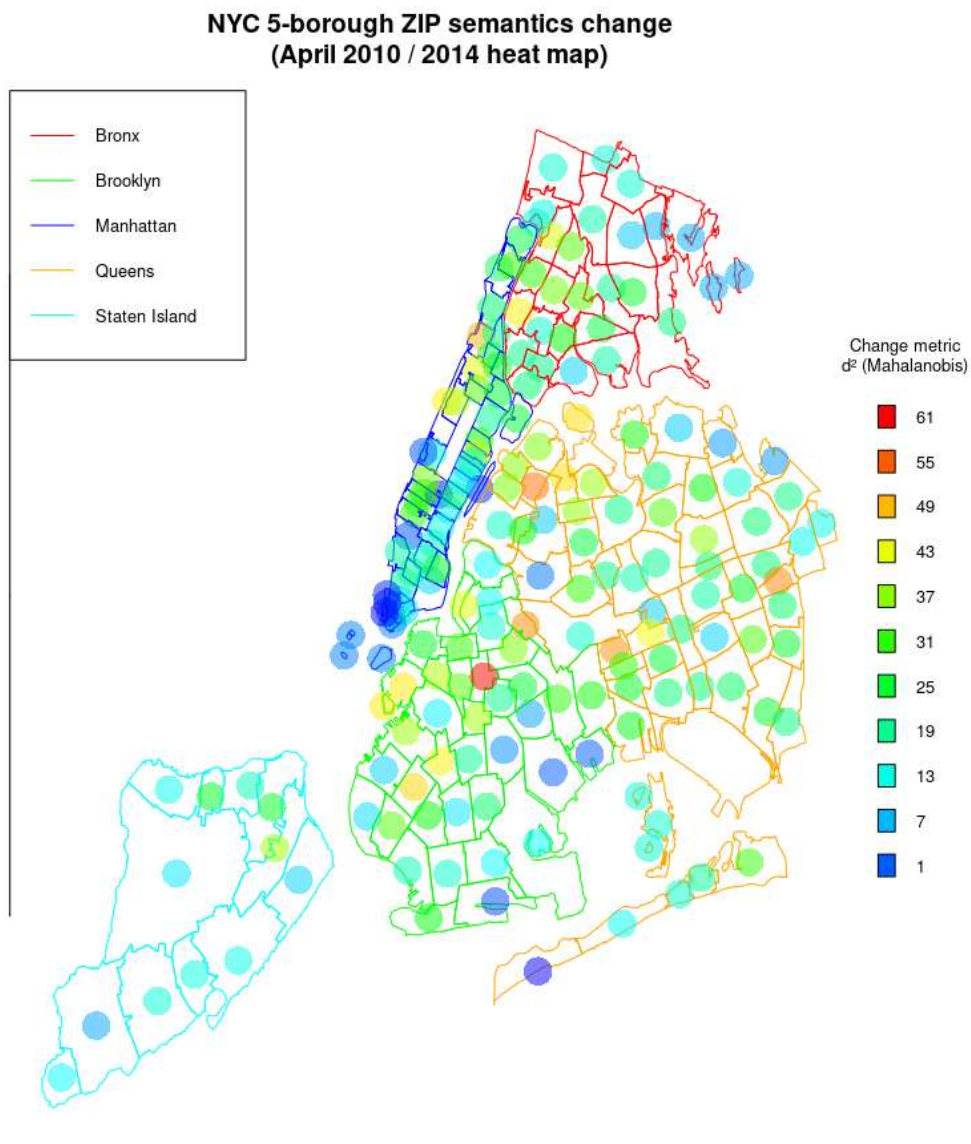 NYC 5-borough ZIP semantics change
(April 2010 / 2014 heat map)
Bronx
Brooklyn
Manhattan
Queens
Staten Island
Change metric
d² (Mahalanobis)
61
55
49
43
37
31
25
19
13
7
1